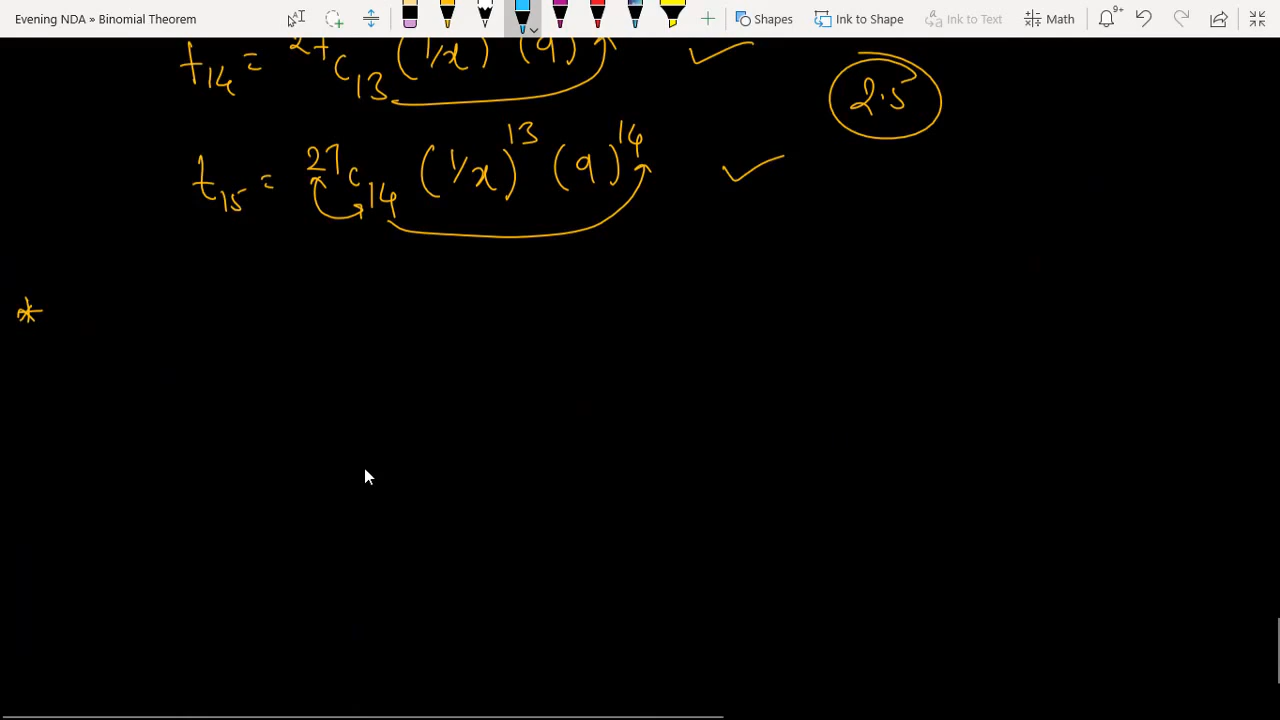 Evening NDA » Binomial Theorem
Shapes
Ink to Shape
Ink to Text
Math
9+
t₁₄ = ²⁷C₁₃ (1/x) (9)
2.5
t₁₅ = ²⁷C₁₄ (1/x)¹³ (9)¹⁴
*